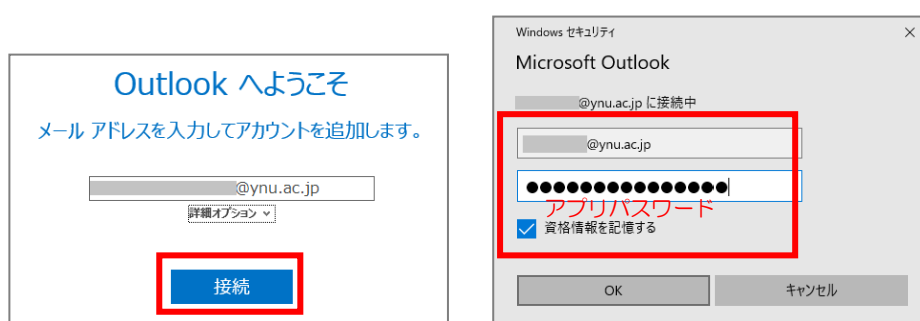 Outlook へようこそ
メール アドレスを入力してアカウントを追加します。
@ynu.ac.jp
詳細オプション
接続
Windows セキュリティ
Microsoft Outlook
@ynu.ac.jp に接続中
@ynu.ac.jp
●●●●●●●●●●●●●●●
アプリパスワード
資格情報を記憶する
OK
キャンセル